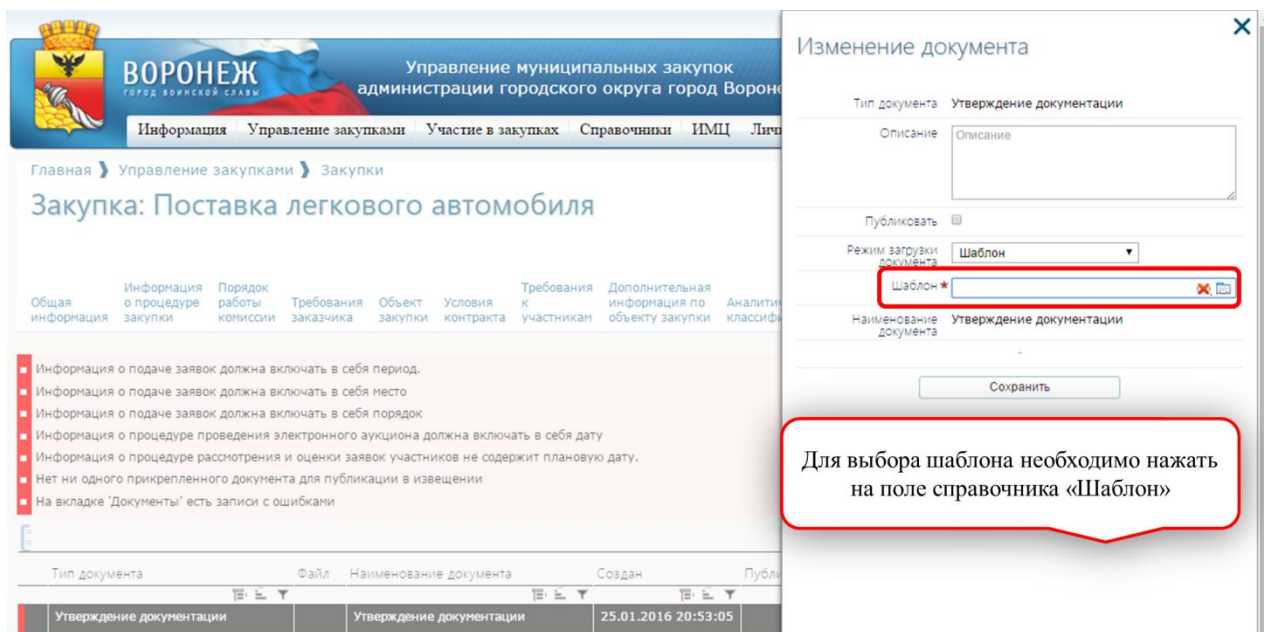 ВОРОНЕЖ
ГОРОД ВОИНСКОЙ СЛАВЫ
Управление муниципальных закупок
администрации городского округа город Вороне
Информация Управление закупками Участие в закупках Справочники ИМЦ Личн
Главная Управление закупками Закупки
Закупка: Поставка легкового автомобиля
Общая
информация
Информация
о процедуре
закупки
Порядок
работы
комиссии
Требования
заказчика
Объект
закупки
Условия
контракта
Требования
к
участникам
Дополнительная
информация по
объекту закупки
Аналитич
классифи
Информация о подаче заявок должна включать в себя период.
Информация о подаче заявок должна включать в себя место
Информация о подаче заявок должна включать в себя порядок
Информация о процедуре проведения электронного аукциона должна включать в себя дату
Информация о процедуре рассмотрения и оценки заявок участников не содержит плановую дату.
Нет ни одного прикрепленного документа для публикации в извещении
На вкладке 'Документы' есть записи с ошибками
Тип документа Файл Наименование документа Создан Публи
Утверждение документации Утверждение документации 25.01.2016 20:53:05
Изменение документа
Тип документа Утверждение документации
Описание Описание
Публиковать
Режим загрузки
документа
Шаблон
Шаблон *
Наименование
документа
Утверждение документации
-
Сохранить
Для выбора шаблона необходимо нажать
на поле справочника «Шаблон»